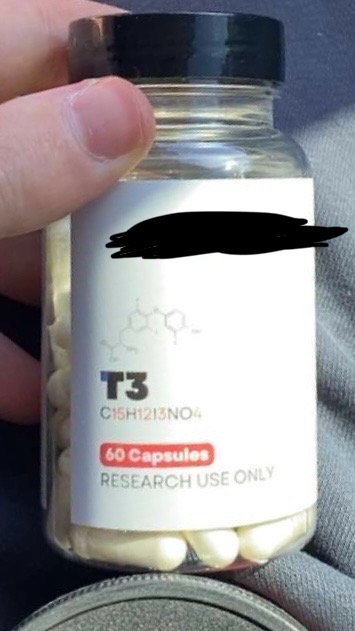 T3
C15H12I3NO4
60 Capsules
RESEARCH USE ONLY